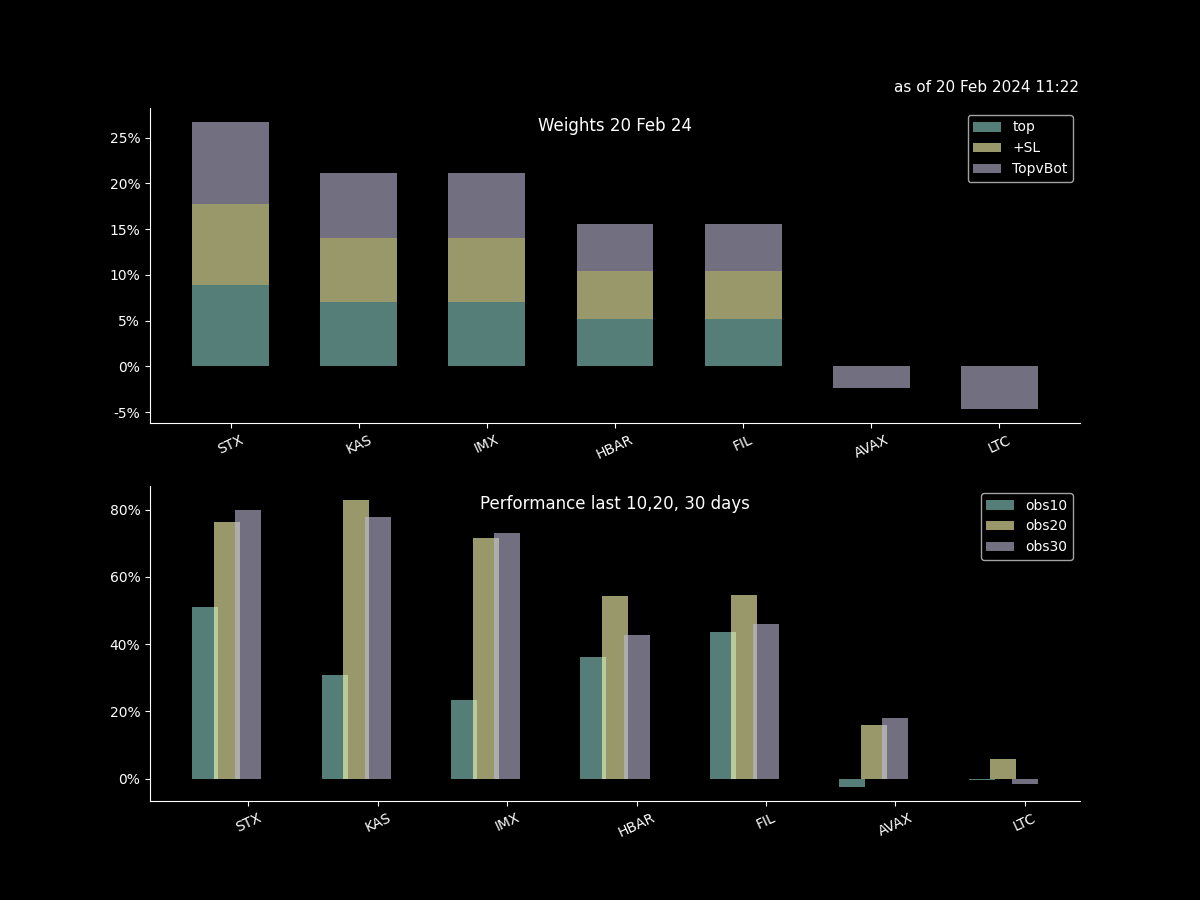 as of 20 Feb 2024 11:22
Weights 20 Feb 24
top
+SL
TopvBot
25%
20%
15%
10%
5%
0%
-5%
STX KAS IMX HBAR FIL AVAX LTC
Performance last 10,20, 30 days
obs10
obs20
obs30
80%
60%
40%
20%
0%
STX KAS IMX HBAR FIL AVAX LTC